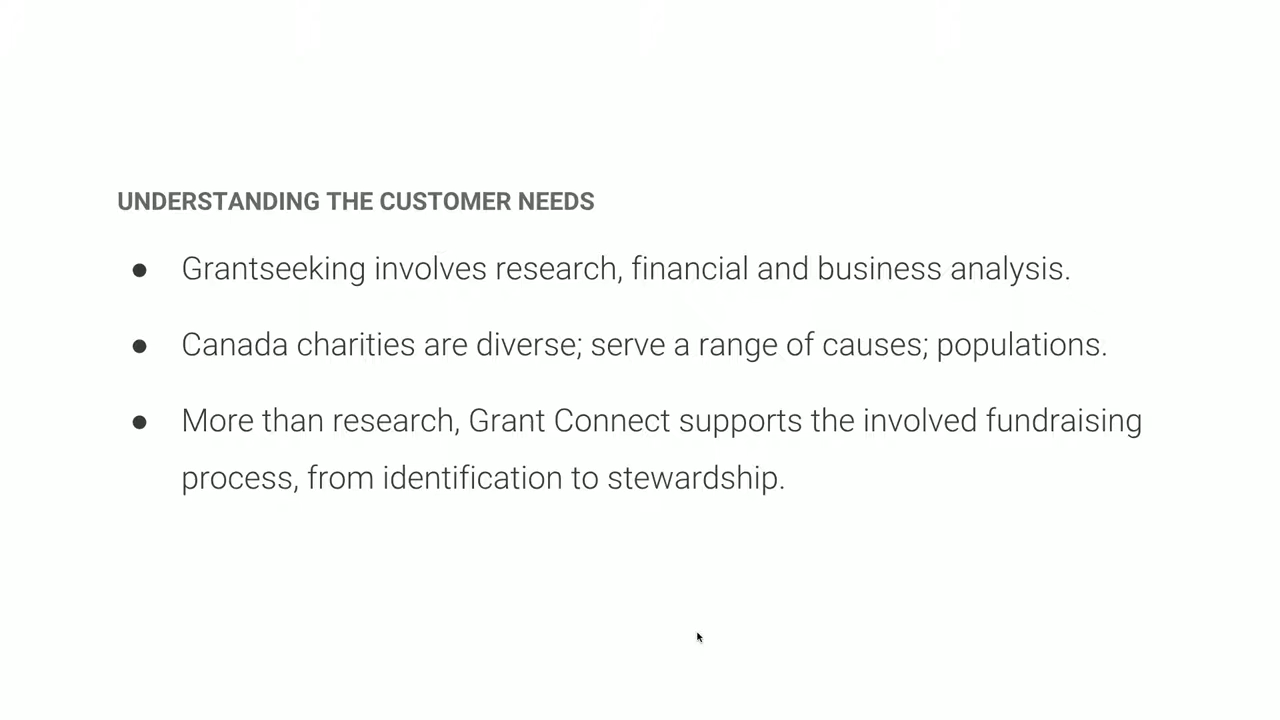 UNDERSTANDING THE CUSTOMER NEEDS
● Grantseeking involves research, financial and business analysis.
● Canada charities are diverse; serve a range of causes; populations.
● More than research, Grant Connect supports the involved fundraising
process, from identification to stewardship.